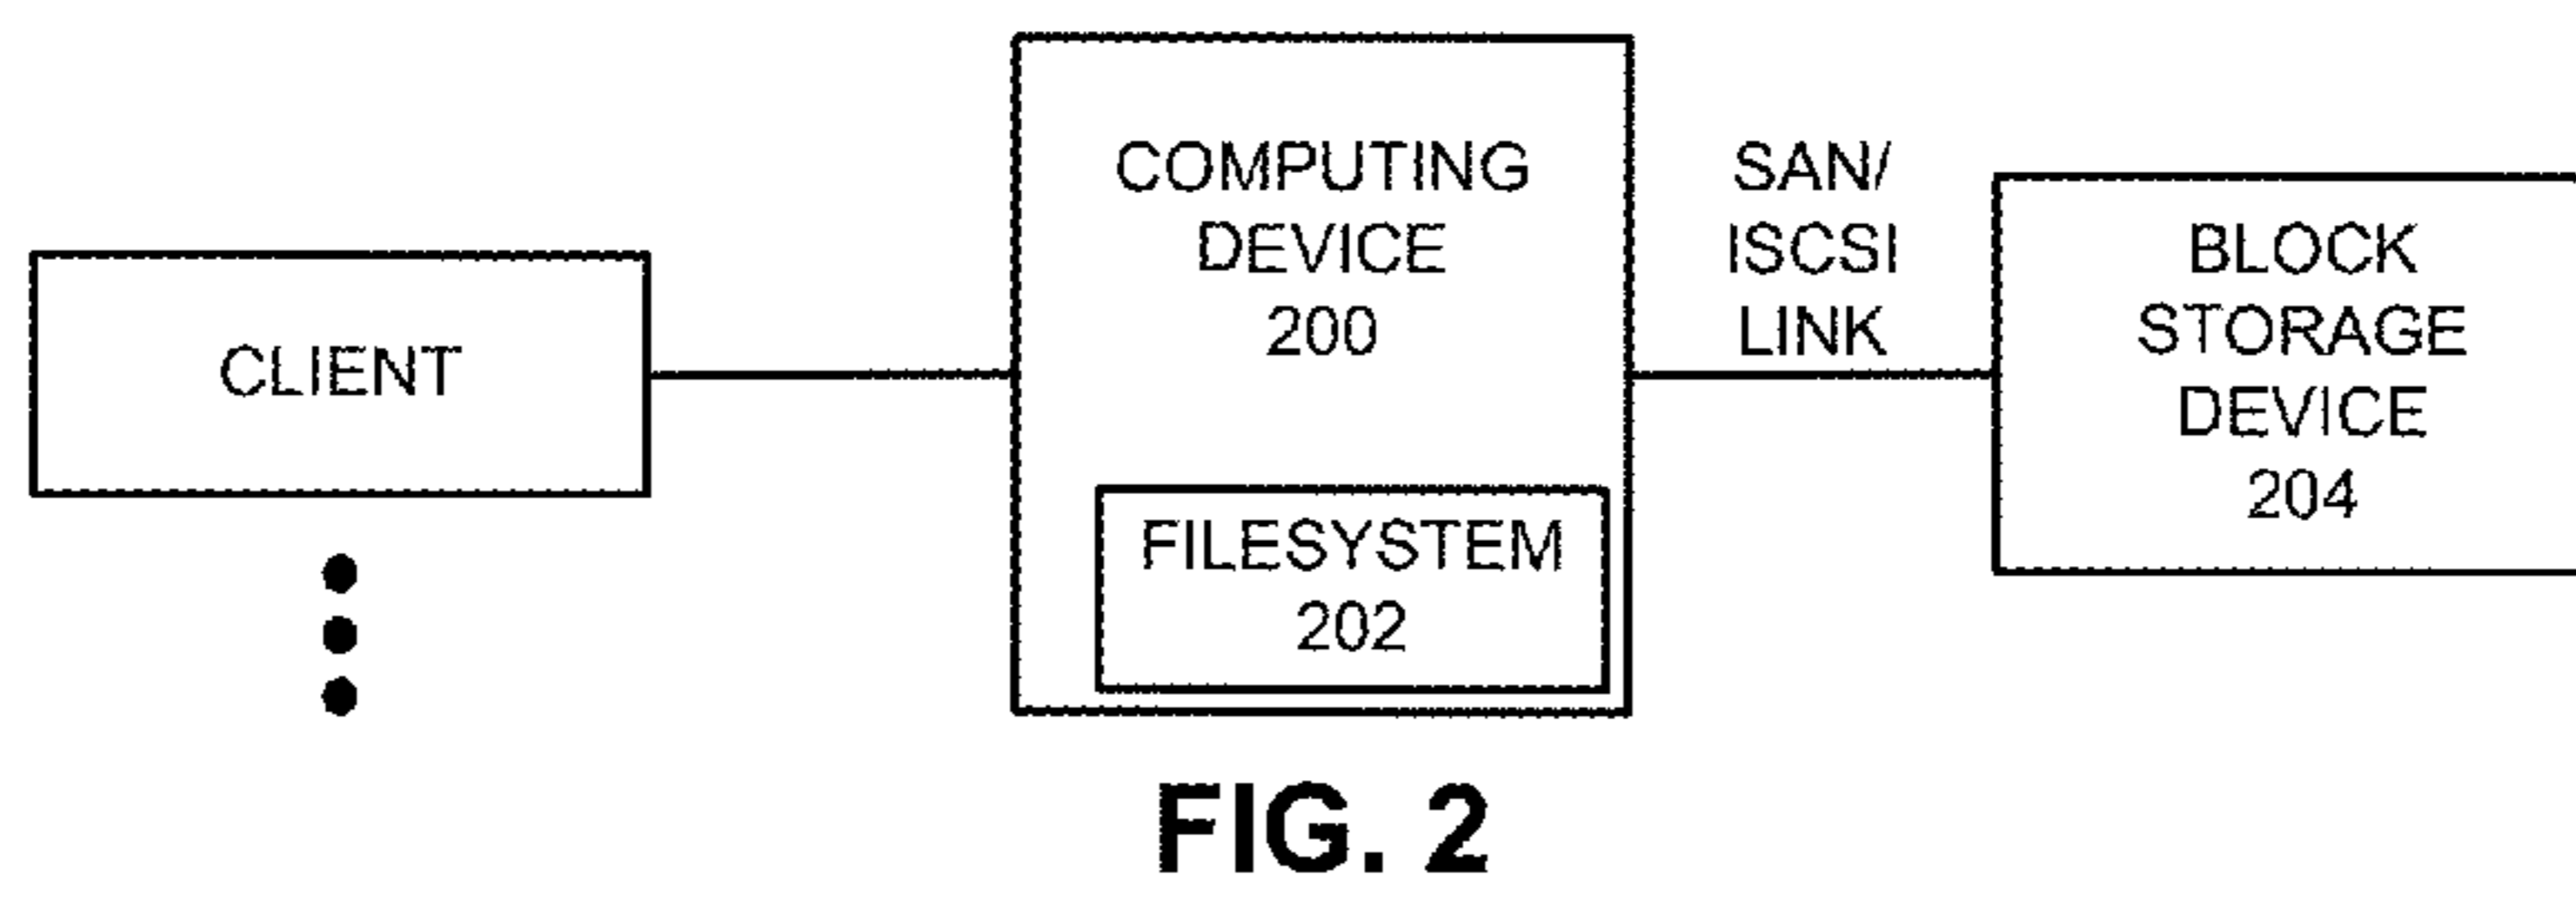 CLIENT
COMPUTING
DEVICE
200
FILESYSTEM
202
SAN/
ISCSI
LINK
BLOCK
STORAGE
DEVICE
204
FIG. 2